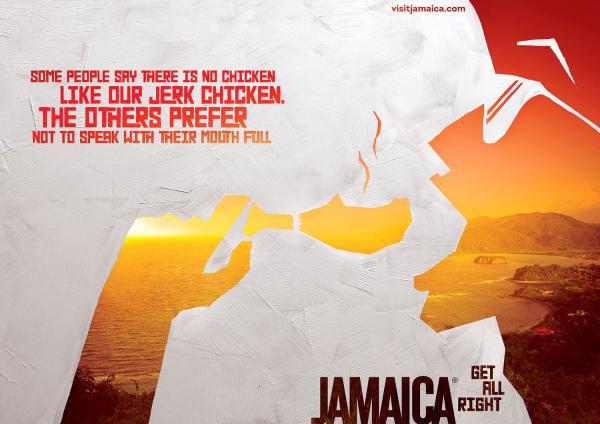 visitjamaica.com
SOME PEOPLE SAY THERE IS NO CHICKEN
LIKE OUR JERK CHICKEN.
THE OTHERS PREFER
NOT TO SPEAK WITH THEIR MOUTH FULL
JAMAICA®
GET
ALL
RIGHT